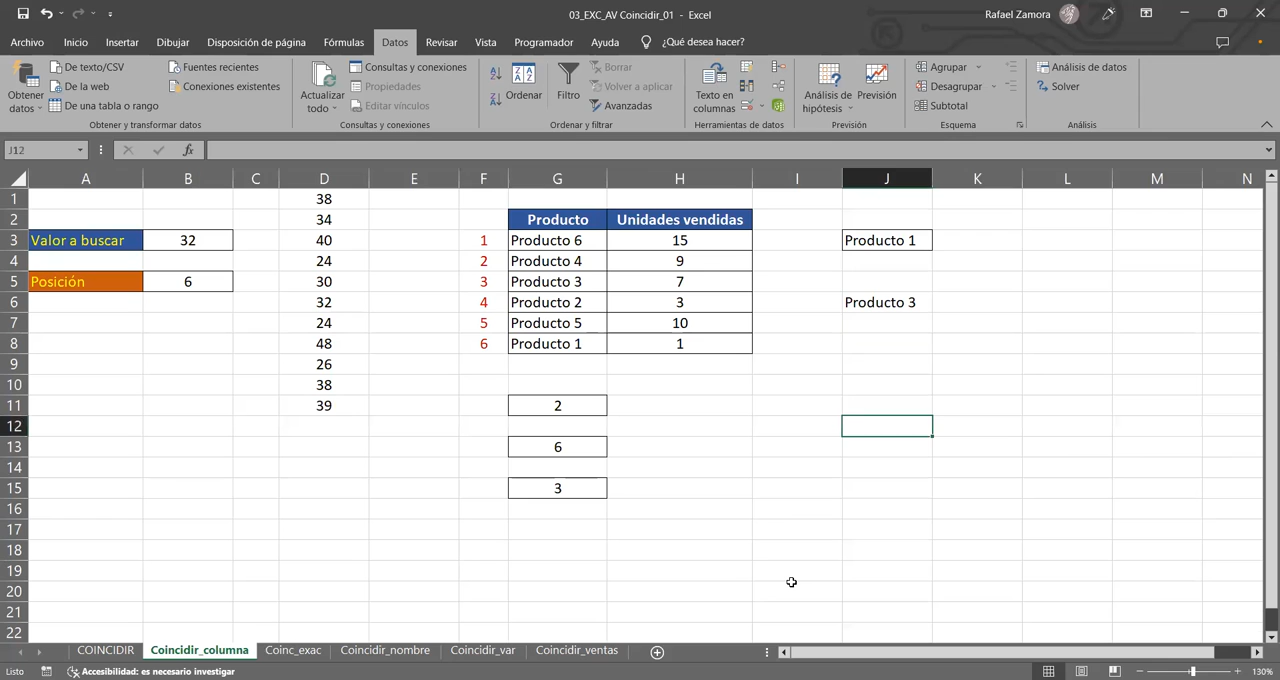 03_EXC_AV Coincidir_01 - Excel
Rafael Zamora
Archivo Inicio Insertar Dibujar Disposición de página Fórmulas Datos Revisar Vista Programador Ayuda ¿Qué desea hacer?
Obtener datos
De texto/CSV
De la web
De una tabla o rango
Fuentes recientes
Conexiones existentes
Obtener y transformar datos
Actualizar todo
Consultas y conexiones
Propiedades
Editar vínculos
Consultas y conexiones
Ordenar
Filtro
Borrar
Volver a aplicar
Avanzadas
Ordenar y filtrar
Texto en columnas
Herramientas de datos
Análisis de hipótesis
Previsión
Previsión
Agrupar
Desagrupar
Subtotal
Esquema
Análisis de datos
Solver
Análisis
J12
A B C D E F G H I J K L M N
1 38
2 34 Producto Unidades vendidas
3 Valor a buscar 32 40 1 Producto 6 15 Producto 1
4 24 2 Producto 4 9
5 Posición 6 30 3 Producto 3 7
6 32 4 Producto 2 3 Producto 3
7 24 5 Producto 5 10
8 48 6 Producto 1 1
9 26
10 38
11 39 2
12
13 6
14
15 3
16
17
18
19
20
21
22
COINCIDIR Coincidir_columna Coinc_exac Coincidir_nombre Coincidir_var Coincidir_ventas
Listo Accesibilidad: es necesario investigar 130%